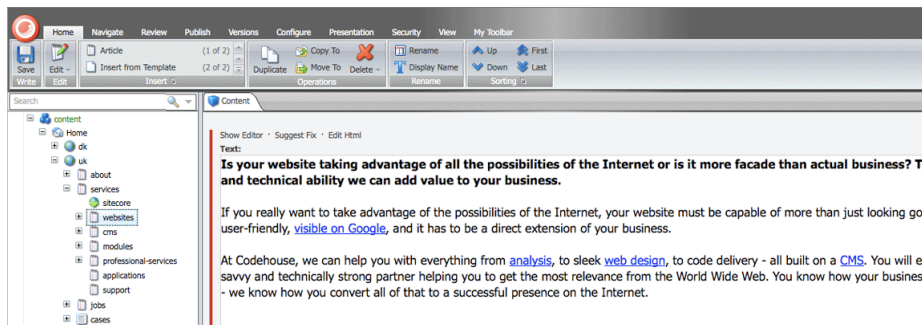 Home Navigate Review Publish Versions Configure Presentation Security View My Toolbar
Save
Write
Edit
Edit
Article (1 of 2)
Insert from Template (2 of 2)
Insert
Duplicate
Copy To
Move To
Delete
Operations
Rename
Display Name
Rename
Up First
Down Last
Sorting
Search
Content
content
Home
dk
uk
about
services
sitecore
websites
cms
modules
professional-services
applications
support
jobs
cases
Show Editor · Suggest Fix · Edit Html
Text:
Is your website taking advantage of all the possibilities of the Internet or is it more facade than actual business? T
and technical ability we can add value to your business.
If you really want to take advantage of the possibilities of the Internet, your website must be capable of more than just looking go
user-friendly, visible on Google, and it has to be a direct extension of your business.
At Codehouse, we can help you with everything from analysis, to sleek web design, to code delivery - all built on a CMS. You will e
savvy and technically strong partner helping you to get the most relevance from the World Wide Web. You know how your busines
- we know how you convert all of that to a successful presence on the Internet.